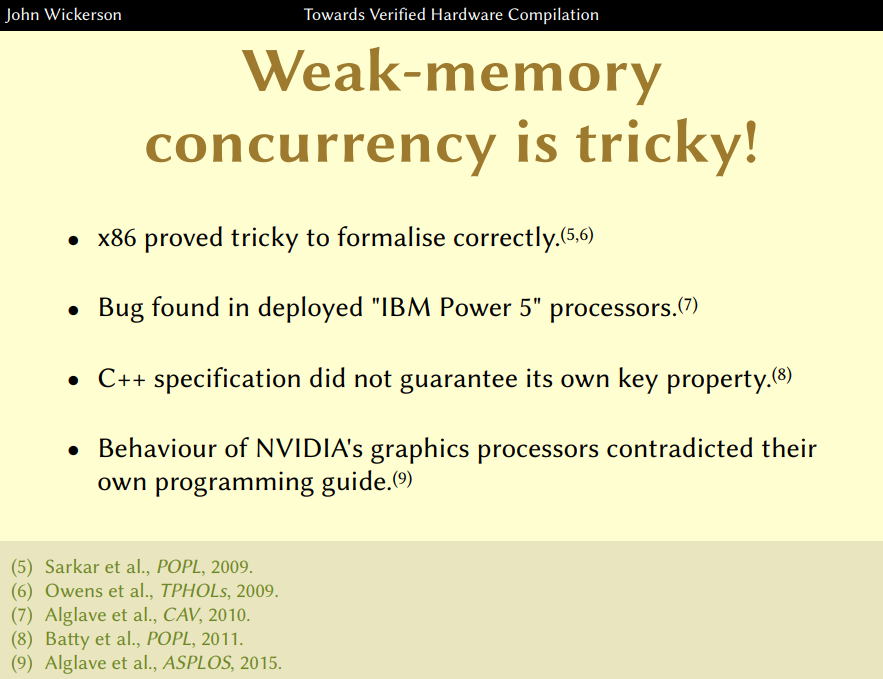 John Wickerson Towards Verified Hardware Compilation
Weak-memory
concurrency is tricky!
• x86 proved tricky to formalise correctly.(5,6)
• Bug found in deployed "IBM Power 5" processors.(7)
• C++ specification did not guarantee its own key property.(8)
• Behaviour of NVIDIA's graphics processors contradicted their
own programming guide.(9)
(5) Sarkar et al., POPL, 2009.
(6) Owens et al., TPHOLs, 2009.
(7) Alglave et al., CAV, 2010.
(8) Batty et al., POPL, 2011.
(9) Alglave et al., ASPLOS, 2015.